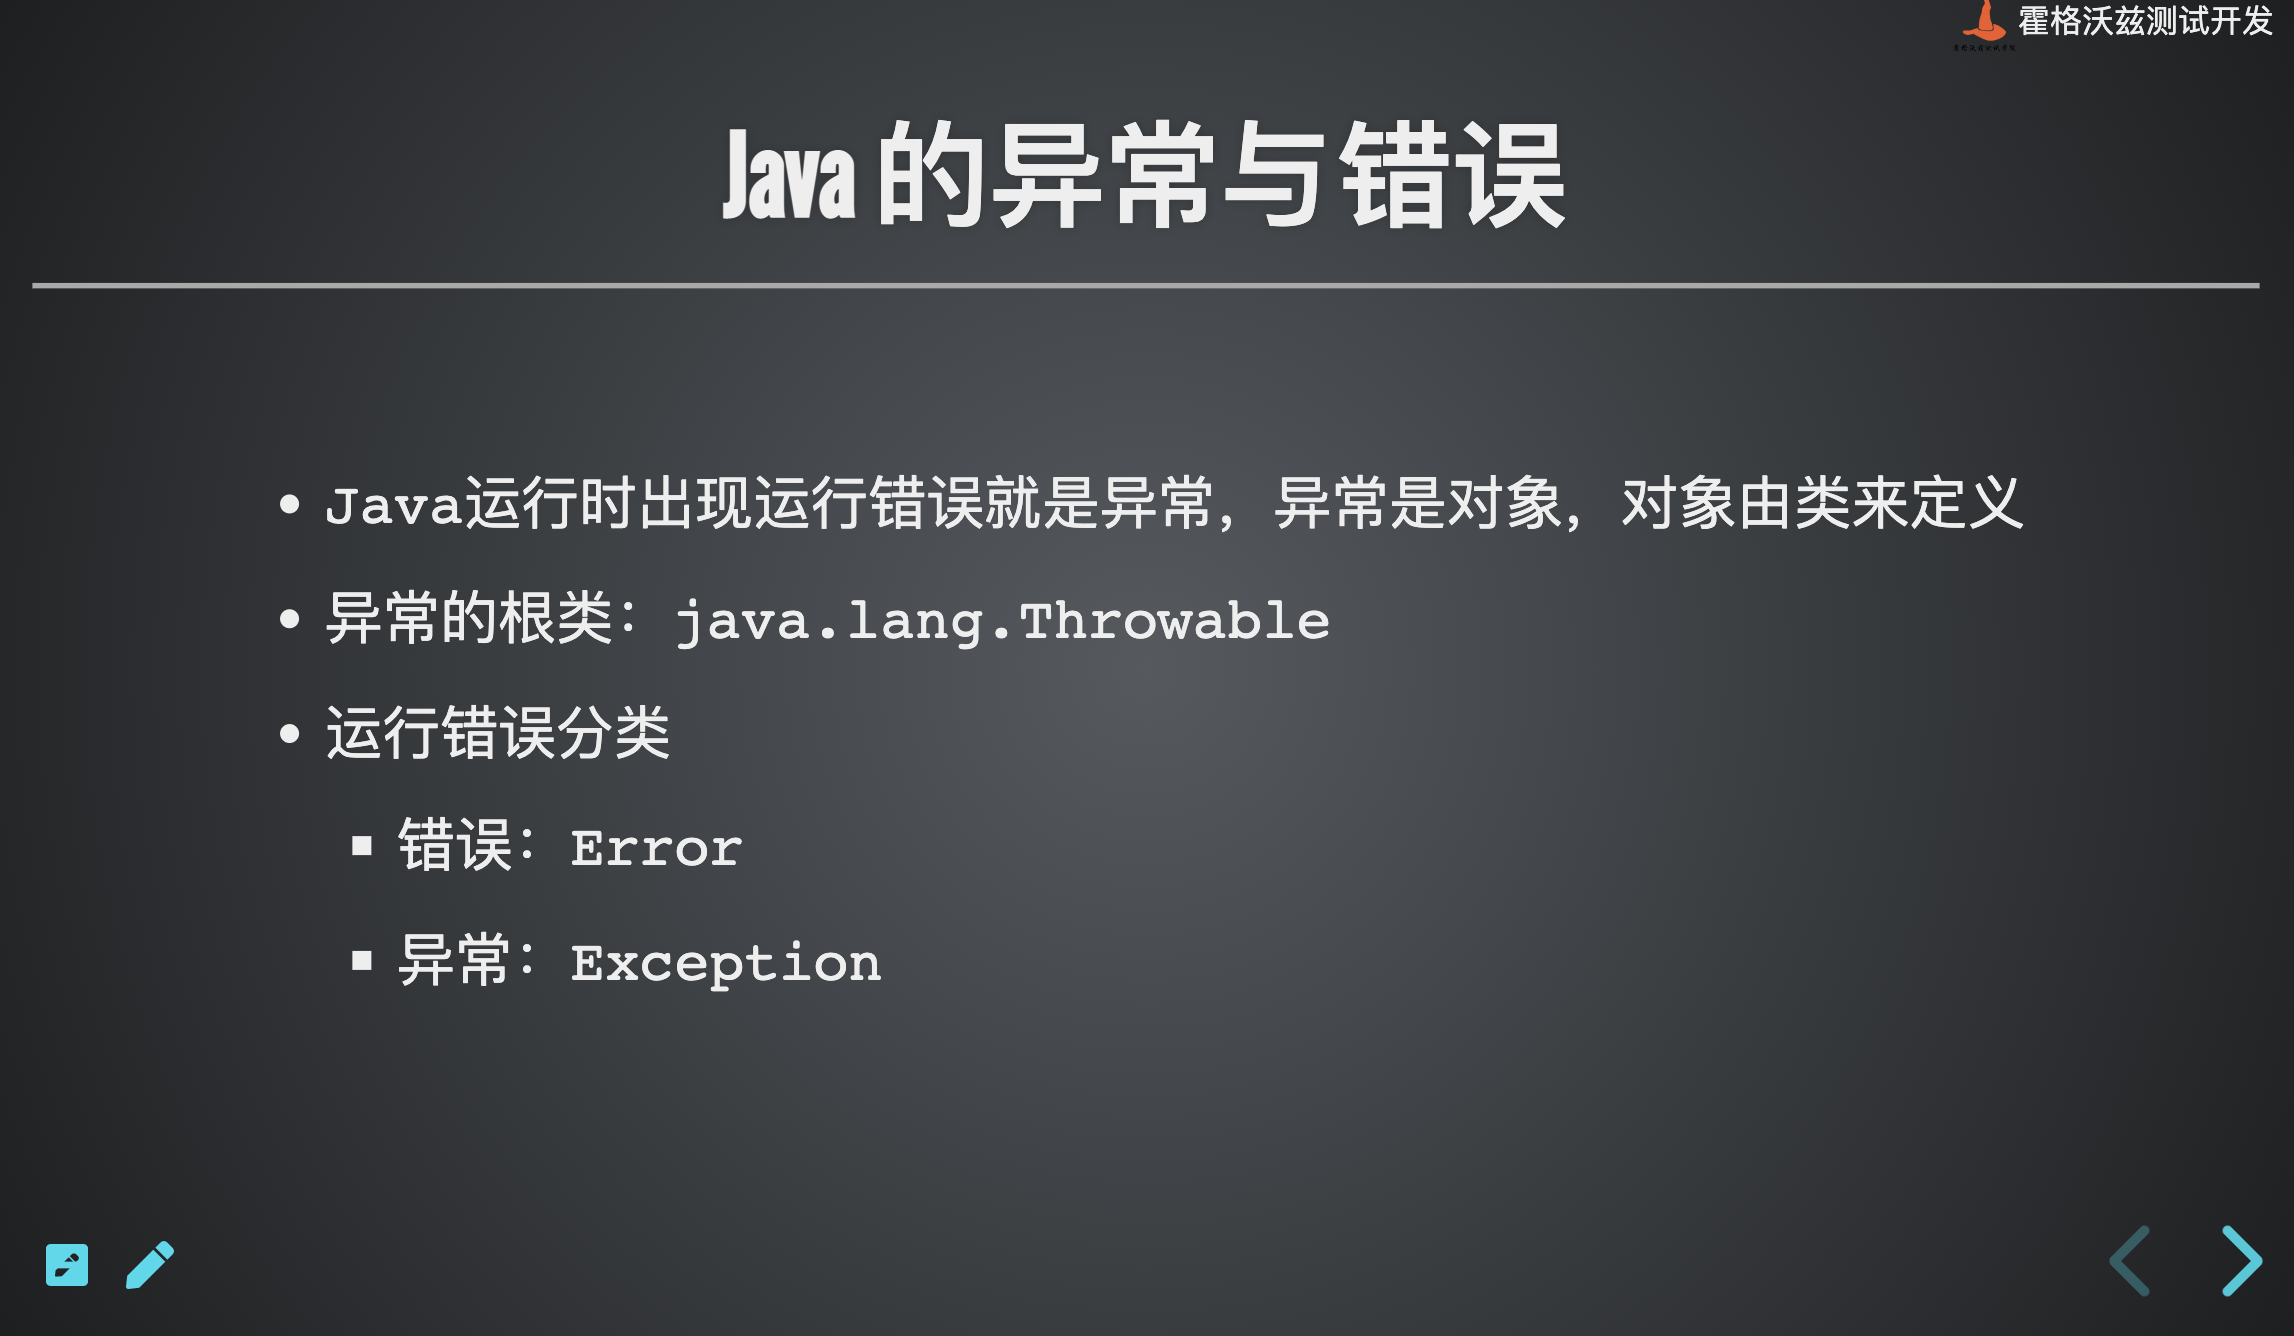 霍格沃兹测试开发
Java 的异常与错误
Java运行时出现运行错误就是异常，异常是对象，对象由类来定义
异常的根类：java.lang.Throwable
运行错误分类
错误：Error
异常：Exception